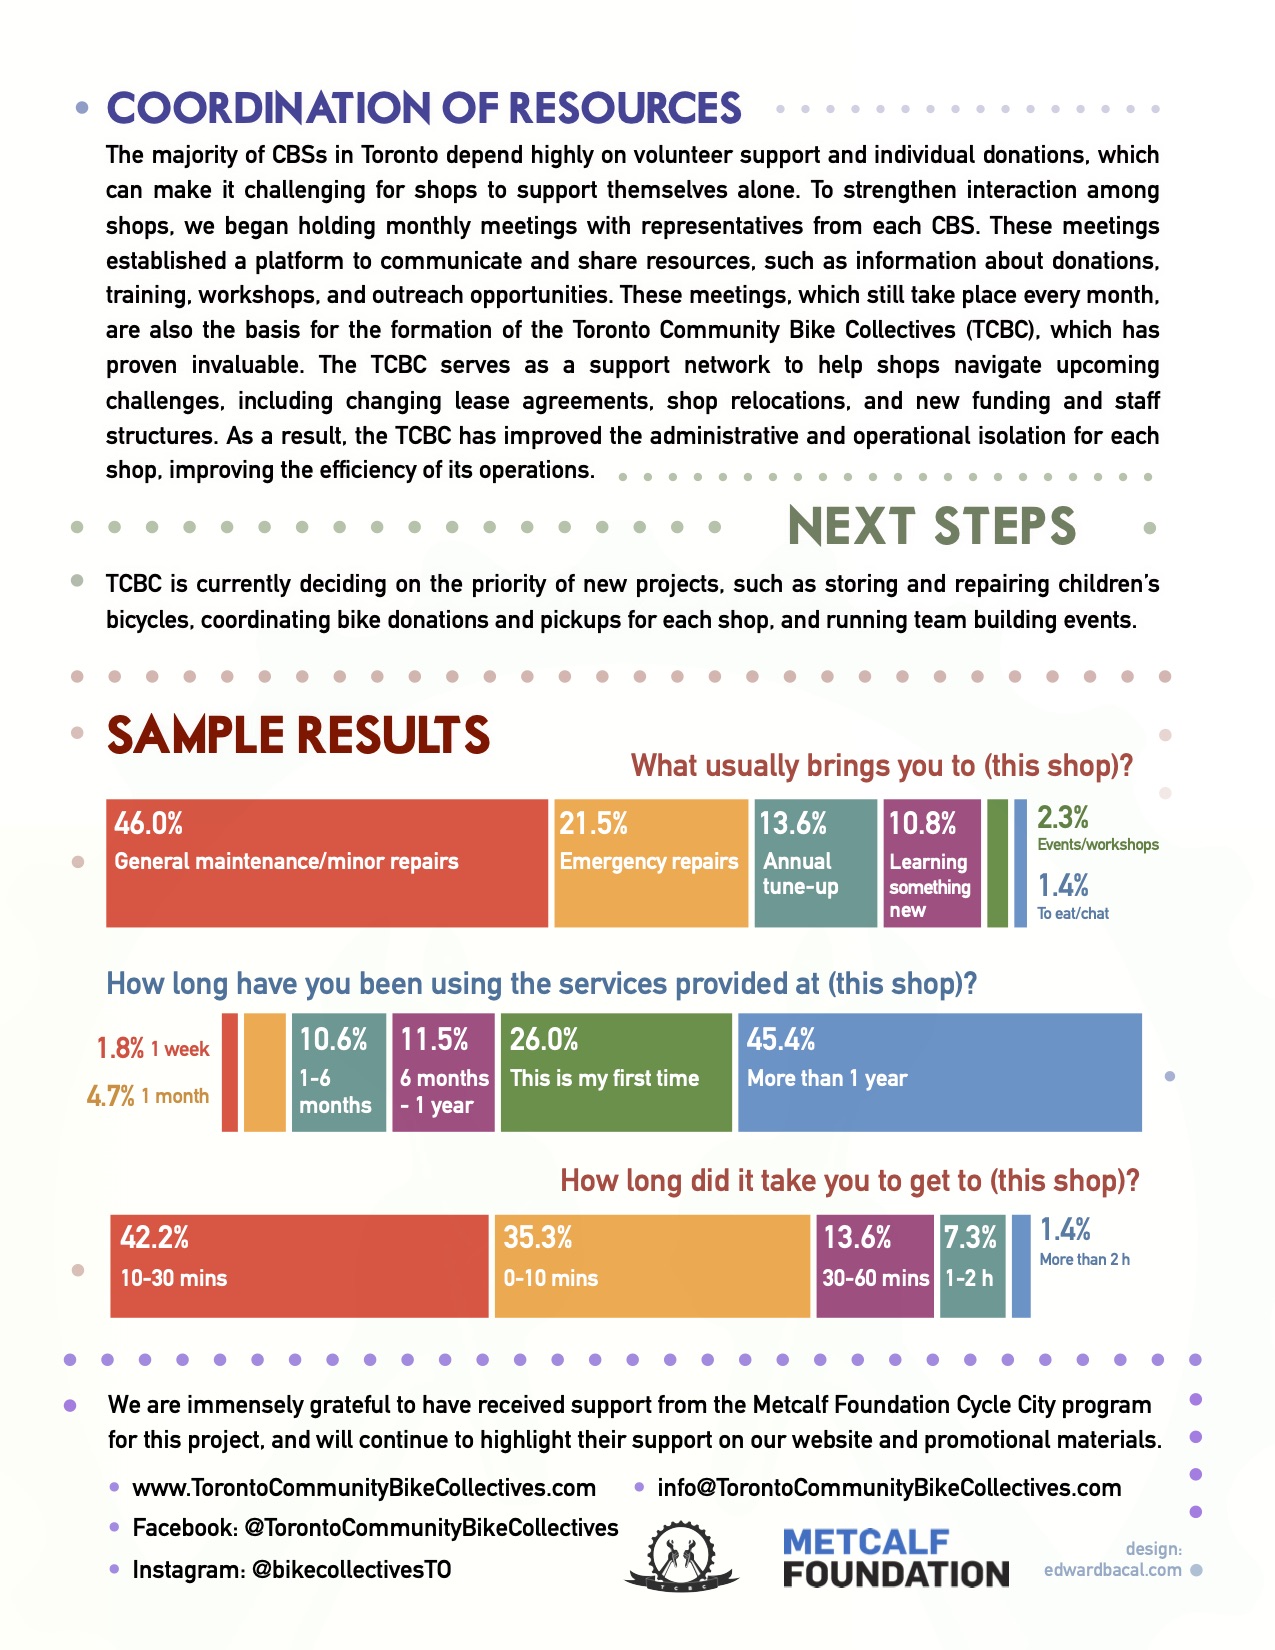 COORDINATION OF RESOURCES
The majority of CBSs in Toronto depend highly on volunteer support and individual donations, which
can make it challenging for shops to support themselves alone. To strengthen interaction among
shops, we began holding monthly meetings with representatives from each CBS. These meetings
established a platform to communicate and share resources, such as information about donations,
training, workshops, and outreach opportunities. These meetings, which still take place every month,
are also the basis for the formation of the Toronto Community Bike Collectives (TCBC), which has
proven invaluable. The TCBC serves as a support network to help shops navigate upcoming
challenges, including changing lease agreements, shop relocations, and new funding and staff
structures. As a result, the TCBC has improved the administrative and operational isolation for each
shop, improving the efficiency of its operations.
NEXT STEPS
TCBC is currently deciding on the priority of new projects, such as storing and repairing children's
bicycles, coordinating bike donations and pickups for each shop, and running team building events.
SAMPLE RESULTS
What usually brings you to (this shop)?
46.0%
General maintenance/minor repairs
21.5%
Emergency repairs
13.6%
Annual
tune-up
10.8%
Learning
something
new
2.3%
Events/workshops
1.4%
To eat/chat
How long have you been using the services provided at (this shop)?
1.8% 1 week
4.7% 1 month
10.6%
1-6
months
11.5%
6 months
- 1 year
26.0%
This is my first time
45.4%
More than 1 year
How long did it take you to get to (this shop)?
42.2%
10-30 mins
35.3%
0-10 mins
13.6%
30-60 mins
7.3%
1-2 h
1.4%
More than 2 h
We are immensely grateful to have received support from the Metcalf Foundation Cycle City program
for this project, and will continue to highlight their support on our website and promotional materials.
• www.TorontoCommunityBikeCollectives.com
• info@TorontoCommunityBikeCollectives.com
• Facebook: @TorontoCommunityBikeCollectives
• Instagram: @bikecollectivesTO
TCBC
METCALF
FOUNDATION
design:
edwardbacal.com